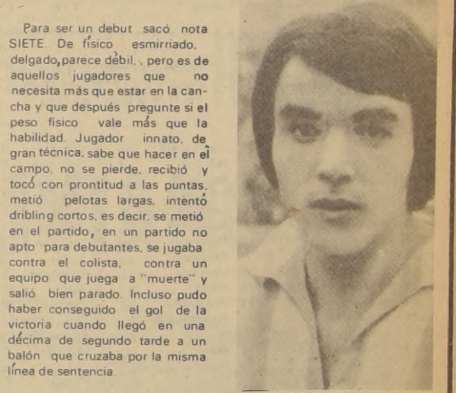 Para ser un debut sacó nota
SIETE. De físico esmirriado,
delgado, parece débil, pero es de
aquellos jugadores que no
necesita más que estar en la can-
cha y que después pregunte si el
peso físico vale más que la
habilidad. Jugador innato, de
gran técnica, sabe que hacer en el
campo, no se pierde, recibió y
tocó con prontitud a las puntas,
metió pelotas largas, intentó
dribling cortos, es decir, se metió
en el partido, en un partido no
apto para debutantes, se jugaba
contra el colista, contra un
equipo que juega a "muerte" y
salió bien parado. Incluso pudo
haber conseguido el gol de la
victoria cuando llegó en una
décima de segundo tarde a un
balón que cruzaba por la misma
línea de sentencia.